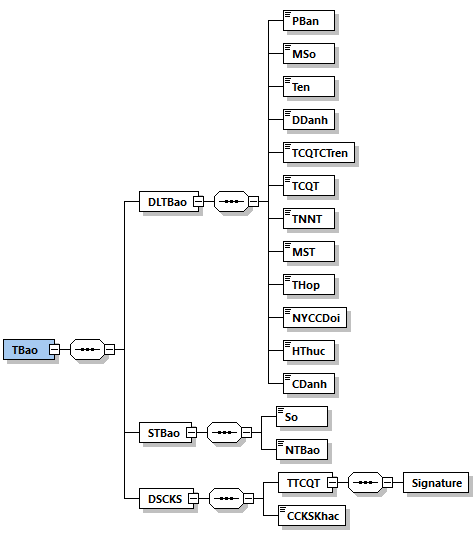 PBan
MSo
Ten
DDanh
TCQTCTren
DLTBao
TCQT
TNNT
MST
THop
NYCCDoi
TBao
HThuc
CDanh
So
STBao
NTBao
TTCQT
Signature
DSCKS
CCKSKhac